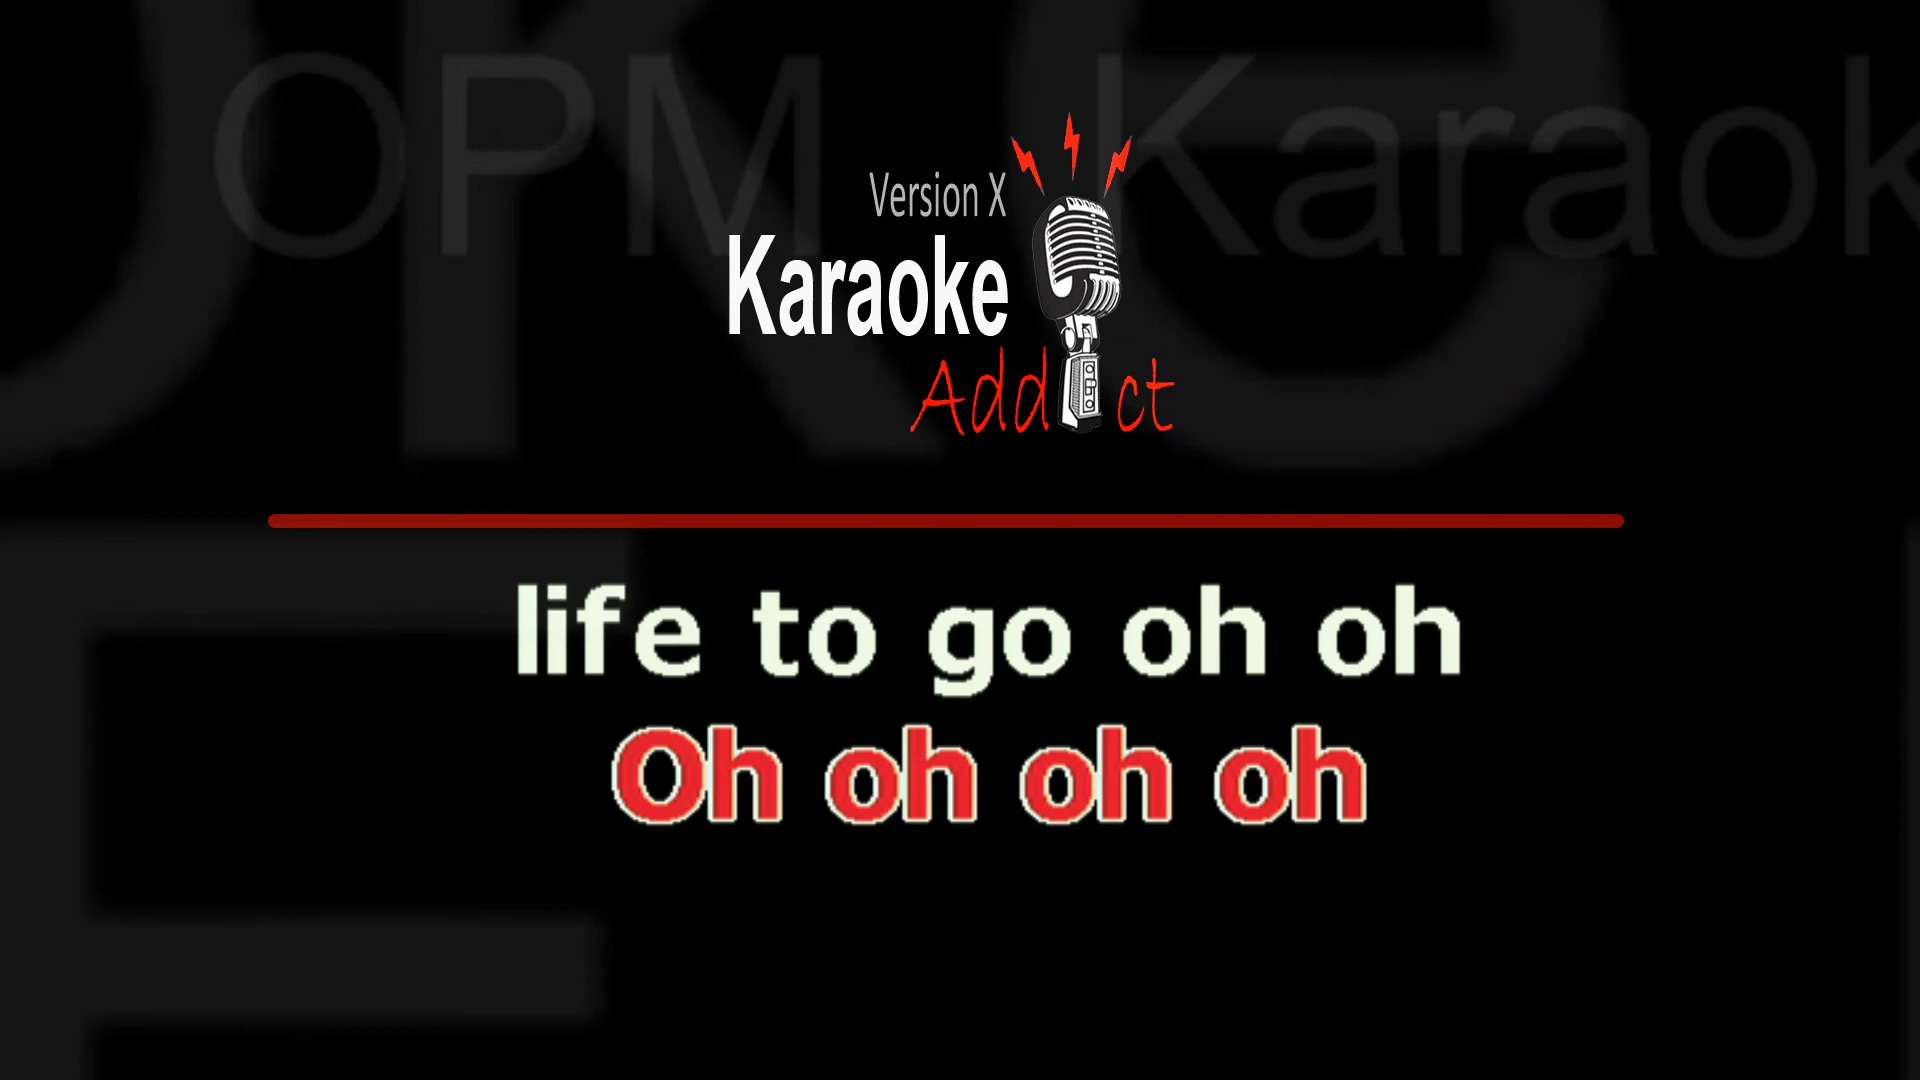 OPM Karaok
Version X
Karaoke
Addict
life to go oh oh
Oh oh oh oh